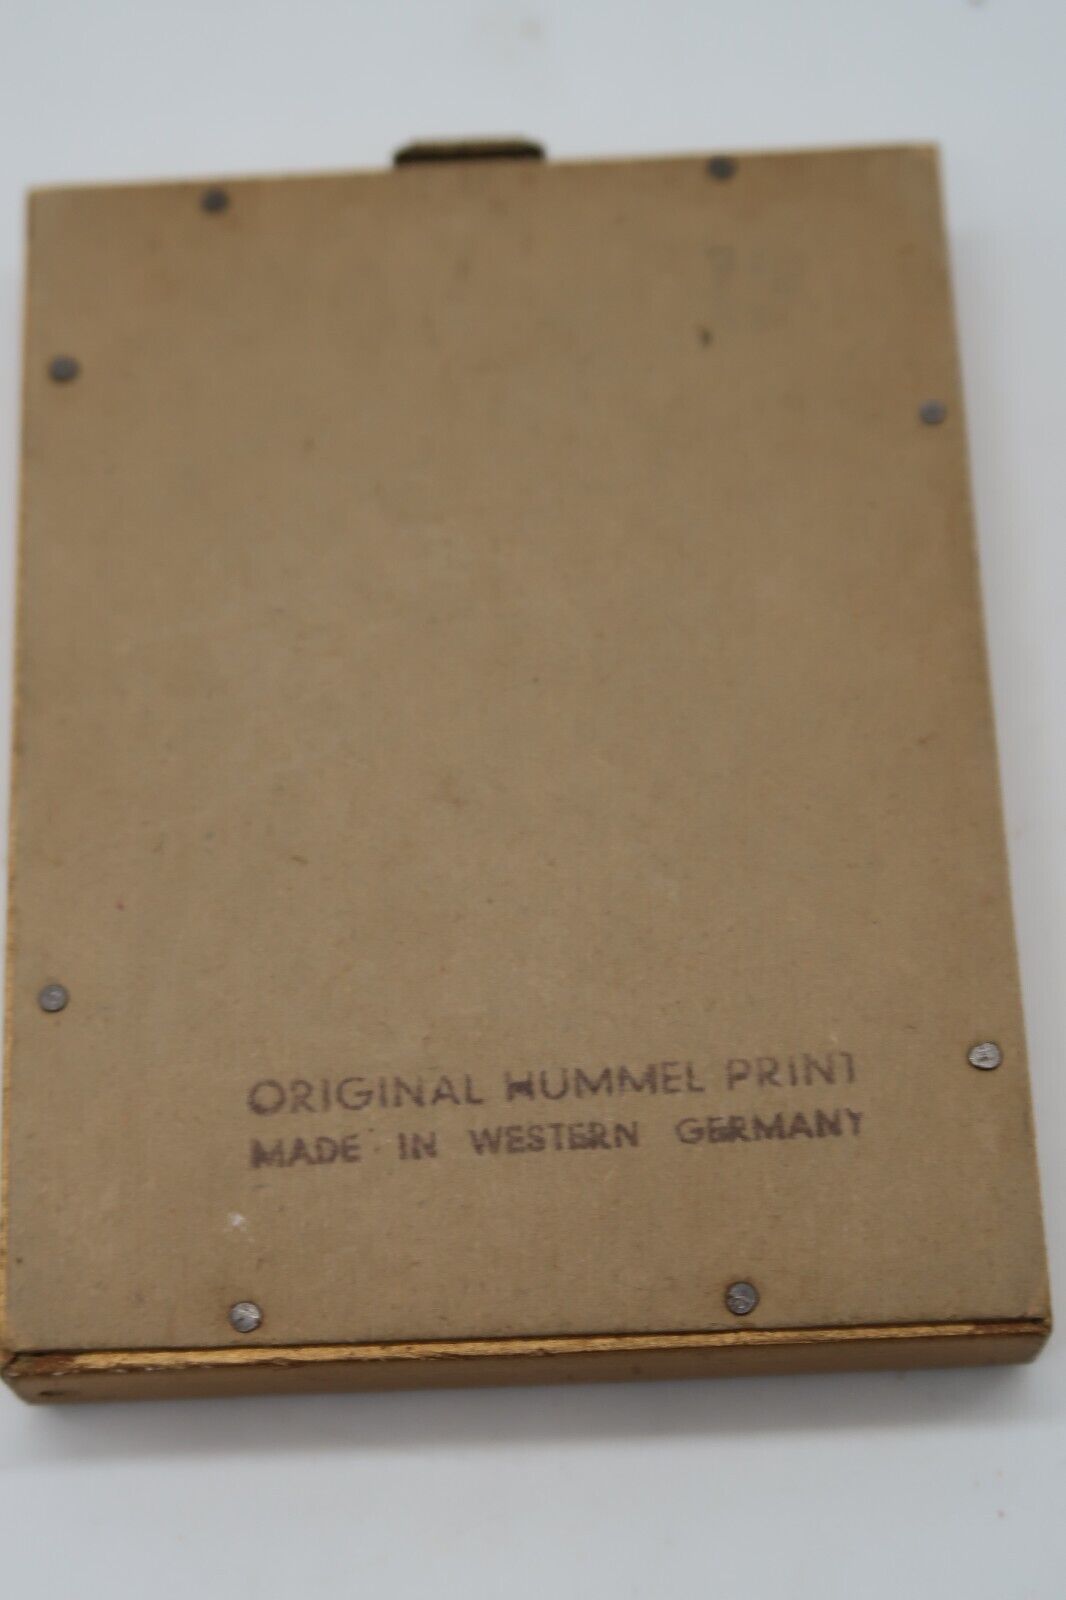 ORIGINAL HUMMEL PRINT
MADE IN WESTERN GERMANY